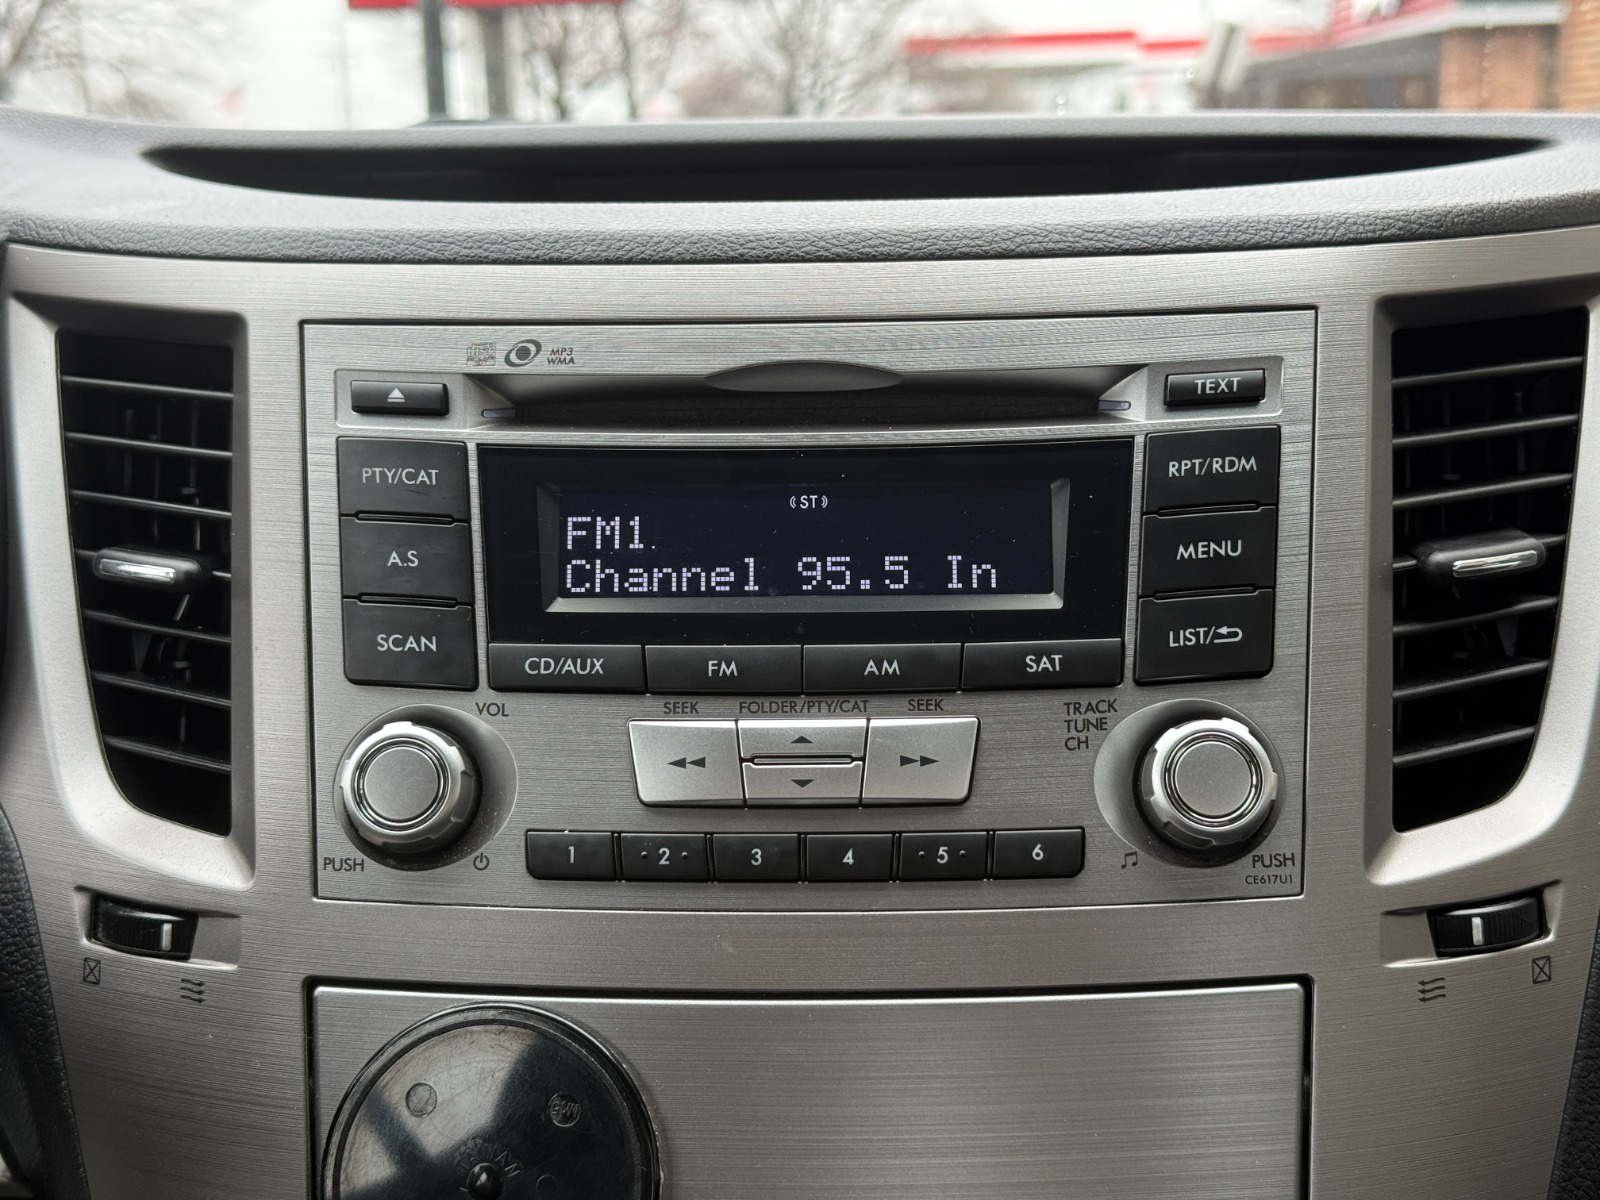 MP3
WMA
TEXT
PTY/CAT
RPT/RDM
(ST)
FM1
A.S
MENU
Channel 95.5 In
SCAN
LIST/
CD/AUX
FM
AM
SAT
VOL
SEEK
FOLDER/PTY/CAT
SEEK
TRACK
TUNE
CH
PUSH
1
2
3
4
5
6
PUSH
CE617U1